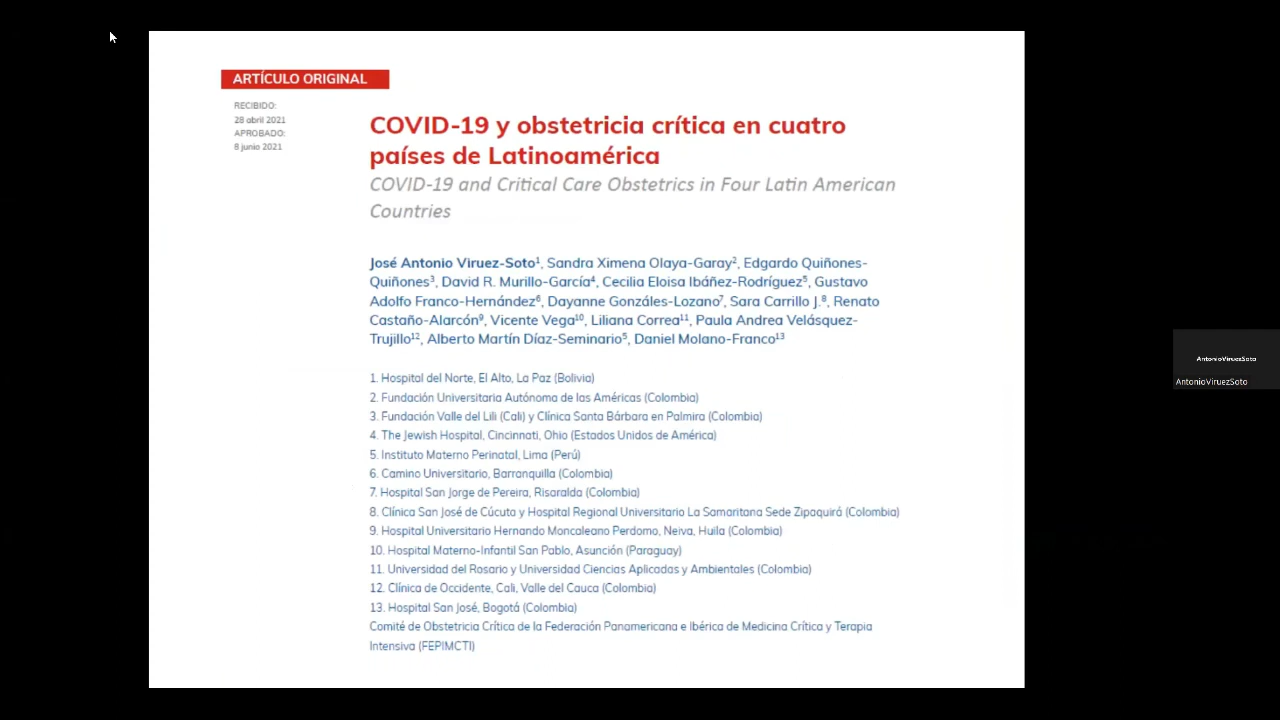 ARTÍCULO ORIGINAL
RECIBIDO:
28 abril 2021
APROBADO:
8 junio 2021
COVID-19 y obstetricia crítica en cuatro
países de Latinoamérica
COVID-19 and Critical Care Obstetrics in Four Latin American
Countries
José Antonio Viruez-Soto¹, Sandra Ximena Olaya-Garay², Edgardo Quiñones-
Quiñones³, David R. Murillo-García⁴, Cecilia Eloisa Ibáñez-Rodríguez⁵, Gustavo
Adolfo Franco-Hernández⁶, Dayanne Gonzáles-Lozano⁷, Sara Carrillo J.⁸, Renato
Castaño-Alarcón⁹, Vicente Vega¹⁰, Liliana Correa¹¹, Paula Andrea Velásquez-
Trujillo¹², Alberto Martín Díaz-Seminario⁵, Daniel Molano-Franco¹³
1. Hospital del Norte, El Alto, La Paz (Bolivia)
2. Fundación Universitaria Autónoma de las Américas (Colombia)
3. Fundación Valle del Lili (Cali) y Clínica Santa Bárbara en Palmira (Colombia)
4. The Jewish Hospital, Cincinnati, Ohio (Estados Unidos de América)
5. Instituto Materno Perinatal, Lima (Perú)
6. Camino Universitario, Barranquilla (Colombia)
7. Hospital San Jorge de Pereira, Risaralda (Colombia)
8. Clínica San José de Cúcuta y Hospital Regional Universitario La Samaritana Sede Zipaquirá (Colombia)
9. Hospital Universitario Hernando Moncaleano Perdomo, Neiva, Huila (Colombia)
10. Hospital Materno-Infantil San Pablo, Asunción (Paraguay)
11. Universidad del Rosario y Universidad Ciencias Aplicadas y Ambientales (Colombia)
12. Clínica de Occidente, Cali, Valle del Cauca (Colombia)
13. Hospital San José, Bogotá (Colombia)
Comité de Obstetricia Crítica de la Federación Panamericana e Ibérica de Medicina Crítica y Terapia
Intensiva (FEPIMCTI)
AntonioViruezSoto
AntonioViruezSoto